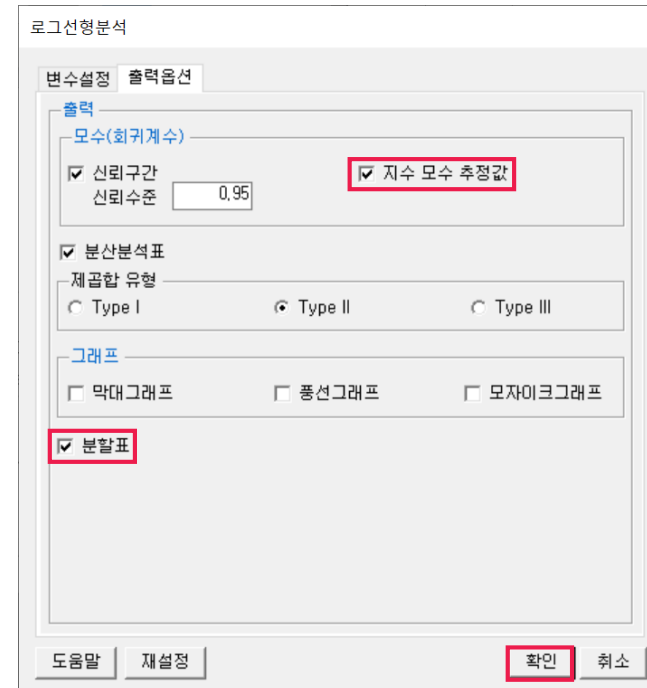 로그선형분석
변수설정 출력옵션
출력
모수(회귀계수)
신뢰구간 지수 모수 추정값
신뢰수준 0.95
분산분석표
제곱합 유형
Type I Type II Type III
그래프
막대그래프 풍선그래프 모자이크그래프
분할표
도움말 재설정 확인 취소